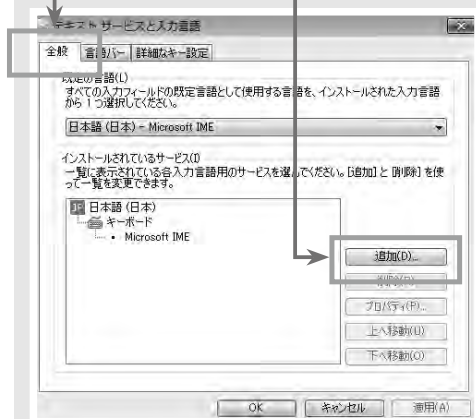 テキスト サービスと入力言語
全般 言語バー 詳細なキー設定
既定の言語(L)
すべての入力フィールドの既定言語として使用する言語を、インストールされた入力言語
から 1 つ選択してください。
日本語 (日本) - Microsoft IME
インストールされているサービス(I)
一覧に表示されている各入力言語用のサービスを選んでください。[追加] と [削除] を使
って一覧を変更できます。
JP 日本語 (日本)
キーボード
• Microsoft IME
追加(D)...
削除(R)
プロパティ(P)...
上へ移動(U)
下へ移動(O)
OK キャンセル 適用(A)